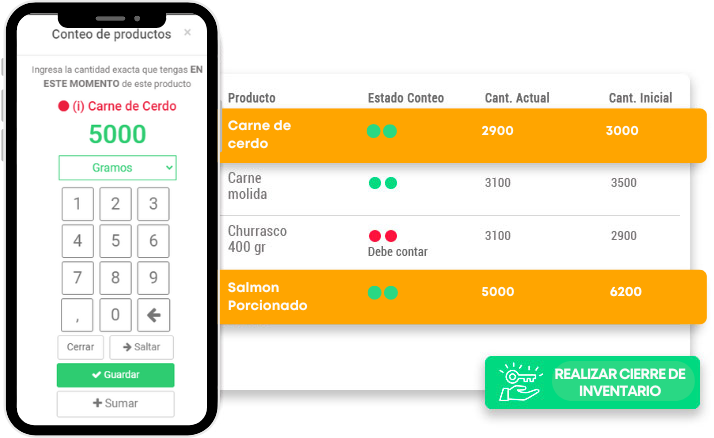 Conteo de productos ×
Ingresa la cantidad exacta que tengas EN
ESTE MOMENTO de este producto
(i) Carne de Cerdo
5000
Gramos
1 2 3
4 5 6
7 8 9
, 0
Cerrar Saltar
Guardar
Sumar
Producto Estado Conteo Cant. Actual Cant. Inicial
Carne de
cerdo 2900 3000
Carne
molida 3100 3500
Churrasco
400 gr 3100 2900
Debe contar
Salmon
Porcionado 5000 6200
REALIZAR CIERRE DE
INVENTARIO